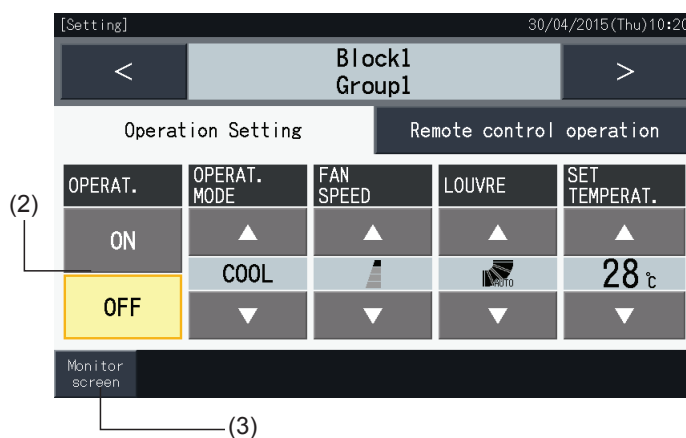 [Setting] 30/04/2015(Thu)10:20
< Block1 >
Group1
Operation Setting Remote control operation
OPERAT. OPERAT. MODE FAN SPEED LOUVRE SET TEMPERAT.
(2)
ON
COOL AUTO 28℃
OFF
Monitor
screen
(3)